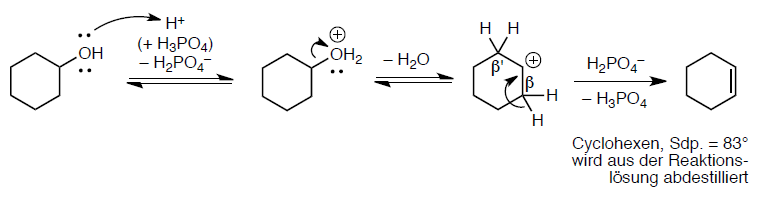 H⁺
OH
(+ H₃PO₄)
– H₂PO₄⁻
⊕
OH₂
– H₂O
H H
β'
⊕
β
H
H
H₂PO₄⁻
– H₃PO₄
Cyclohexen, Sdp. = 83°
wird aus der Reaktions-
lösung abdestilliert